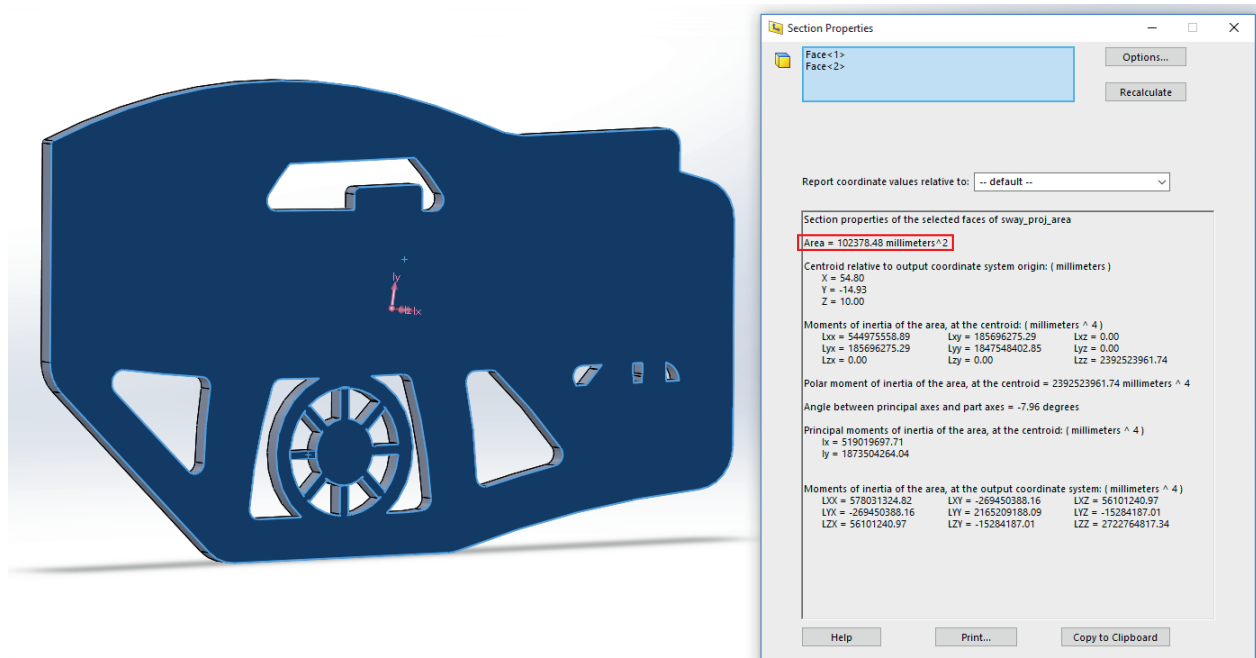 Section Properties
Face<1>
Face<2>
Options...
Recalculate
Report coordinate values relative to: -- default --
Section properties of the selected faces of sway_proj_area
Area = 102378.48 millimeters^2
Centroid relative to output coordinate system origin: ( millimeters )
X = 54.80
Y = -14.93
Z = 10.00
Moments of inertia of the area, at the centroid: ( millimeters ^ 4 )
Lxx = 544975558.89 Lxy = 185696275.29 Lxz = 0.00
Lyx = 185696275.29 Lyy = 1847548402.85 Lyz = 0.00
Lzx = 0.00 Lzy = 0.00 Lzz = 2392523961.74
Polar moment of inertia of the area, at the centroid = 2392523961.74 millimeters ^ 4
Angle between principal axes and part axes = -7.96 degrees
Principal moments of inertia of the area, at the centroid: ( millimeters ^ 4 )
Ix = 519019697.71
Iy = 1873504264.04
Moments of inertia of the area, at the output coordinate system: ( millimeters ^ 4 )
LXX = 578031324.82 LXY = -269450388.16 LXZ = 56101240.97
LYX = -269450388.16 LYY = 2165209188.09 LYZ = -15284187.01
LZX = 56101240.97 LZY = -15284187.01 LZZ = 2722764817.34
Help Print... Copy to Clipboard
Iy
Ix